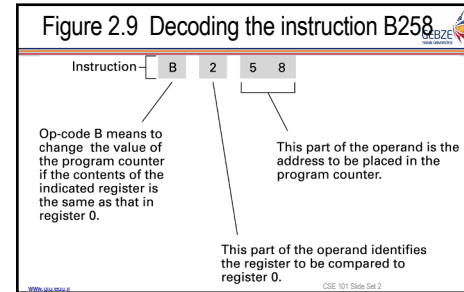 Figure 2.9 Decoding the instruction B258
GEBZE
Instruction
B 2 5 8
Op-code B means to
change the value of
the program counter
if the contents of the
indicated register is
the same as that in
register 0.
This part of the operand is the
address to be placed in the
program counter.
This part of the operand identifies
the register to be compared to
register 0.
CSE 101 Slide Set 2